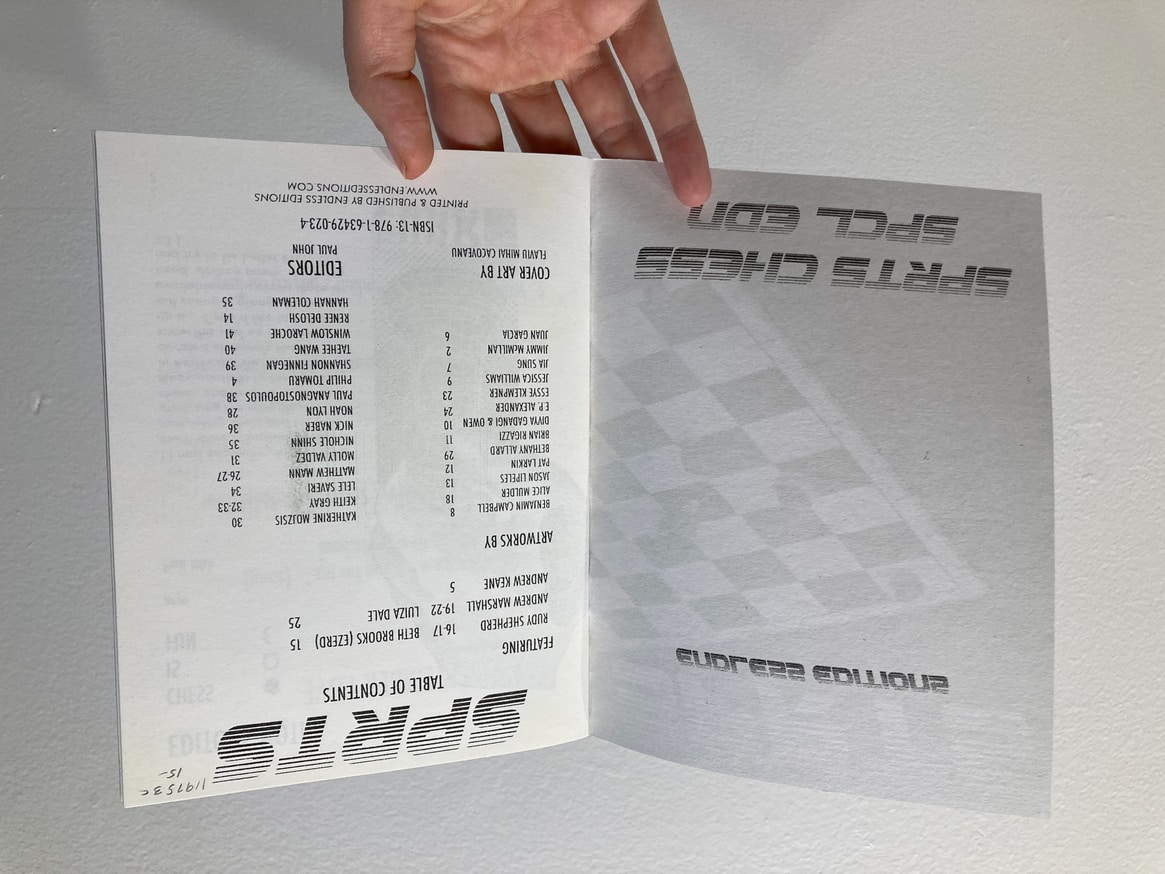 ENDLESS EDITIONS
SPRTS CHESS
SPCL EDN
119753c
15-
SPRTS
TABLE OF CONTENTS
FEATURING
RUDY SHEPHERD 16-17 BETH BROOKS (EZERD) 15
ANDREW MARSHALL 19-22 LUIZA DALE 25
ANDREW KEANE 5
ARTWORKS BY
BENJAMIN CAMPBELL 8
ALICE MULDER 18
JASON LIPELES 13
PAT LARKIN 12
BETHANY ALLARD 29
BRIAN RIGAZZI 11
DIVYA GADANGI & OWEN 10
E.P. ALEXANDER 24
ESSYE KLEMPNER 23
JESSICA WILLIAMS 9
JIA SUNG 7
JIMMY McMILLAN 2
JUAN GARCIA 6
KATHERINE MOJZSIS 30
KEITH GRAY 32-33
LELE SAVERI 34
MATTHEW MANN 26-27
MOLLY VALDEZ 31
NICHOLE SHINN 35
NICK NABER 36
NOAH LYON 28
PAUL ANAGNOSTOPOULOS 38
PHILIP TOMARU 4
SHANNON FINNEGAN 39
TAEHEE WANG 40
WINSLOW LAROCHE 41
RENEE DELOSH 14
HANNAH COLEMAN 35
COVER ART BY
FLAVIU MIHAI CACOVEANU
EDITORS
PAUL JOHN
ISBN-13: 978-1-63429-023-4
PRINTED & PUBLISHED BY ENDLESS EDITIONS
WWW.ENDLESSEDITIONS.COM